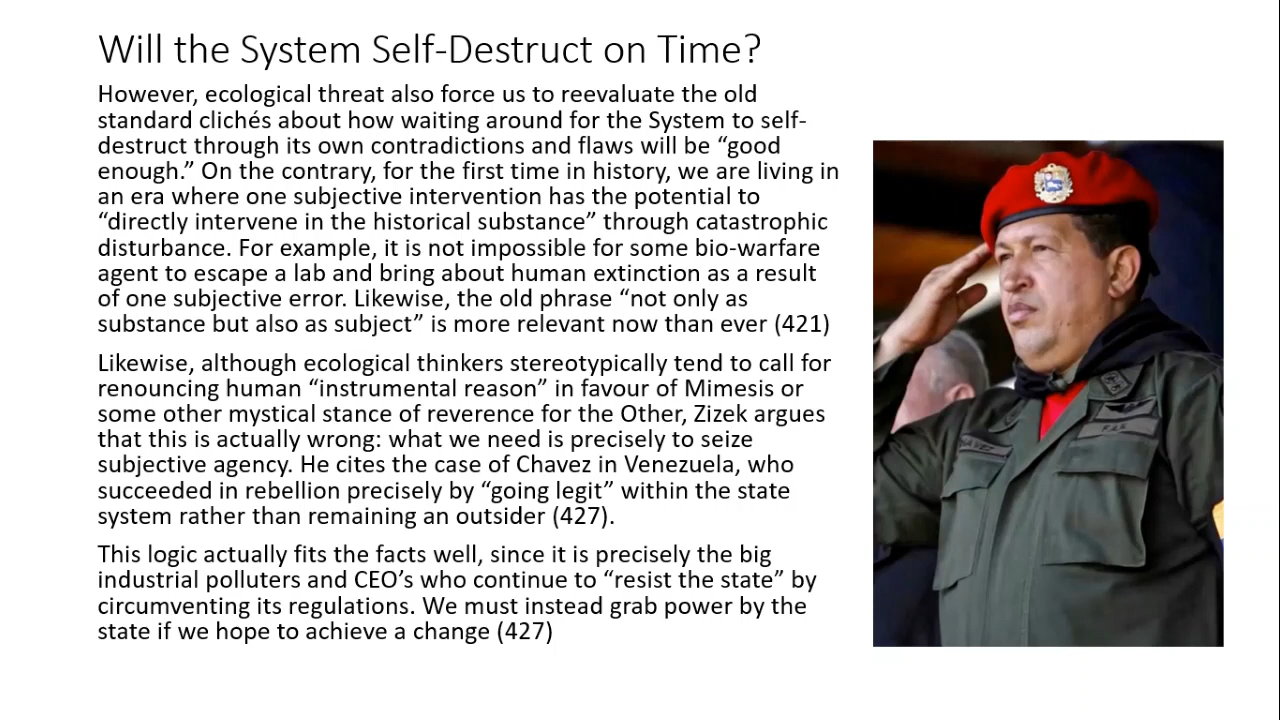 Will the System Self-Destruct on Time?
However, ecological threat also force us to reevaluate the old
standard clichés about how waiting around for the System to self-
destruct through its own contradictions and flaws will be “good
enough.” On the contrary, for the first time in history, we are living in
an era where one subjective intervention has the potential to
“directly intervene in the historical substance” through catastrophic
disturbance. For example, it is not impossible for some bio-warfare
agent to escape a lab and bring about human extinction as a result
of one subjective error. Likewise, the old phrase “not only as
substance but also as subject” is more relevant now than ever (421)
Likewise, although ecological thinkers stereotypically tend to call for
renouncing human “instrumental reason” in favour of Mimesis or
some other mystical stance of reverence for the Other, Zizek argues
that this is actually wrong: what we need is precisely to seize
subjective agency. He cites the case of Chavez in Venezuela, who
succeeded in rebellion precisely by “going legit” within the state
system rather than remaining an outsider (427).
This logic actually fits the facts well, since it is precisely the big
industrial polluters and CEO’s who continue to “resist the state” by
circumventing its regulations. We must instead grab power by the
state if we hope to achieve a change (427)